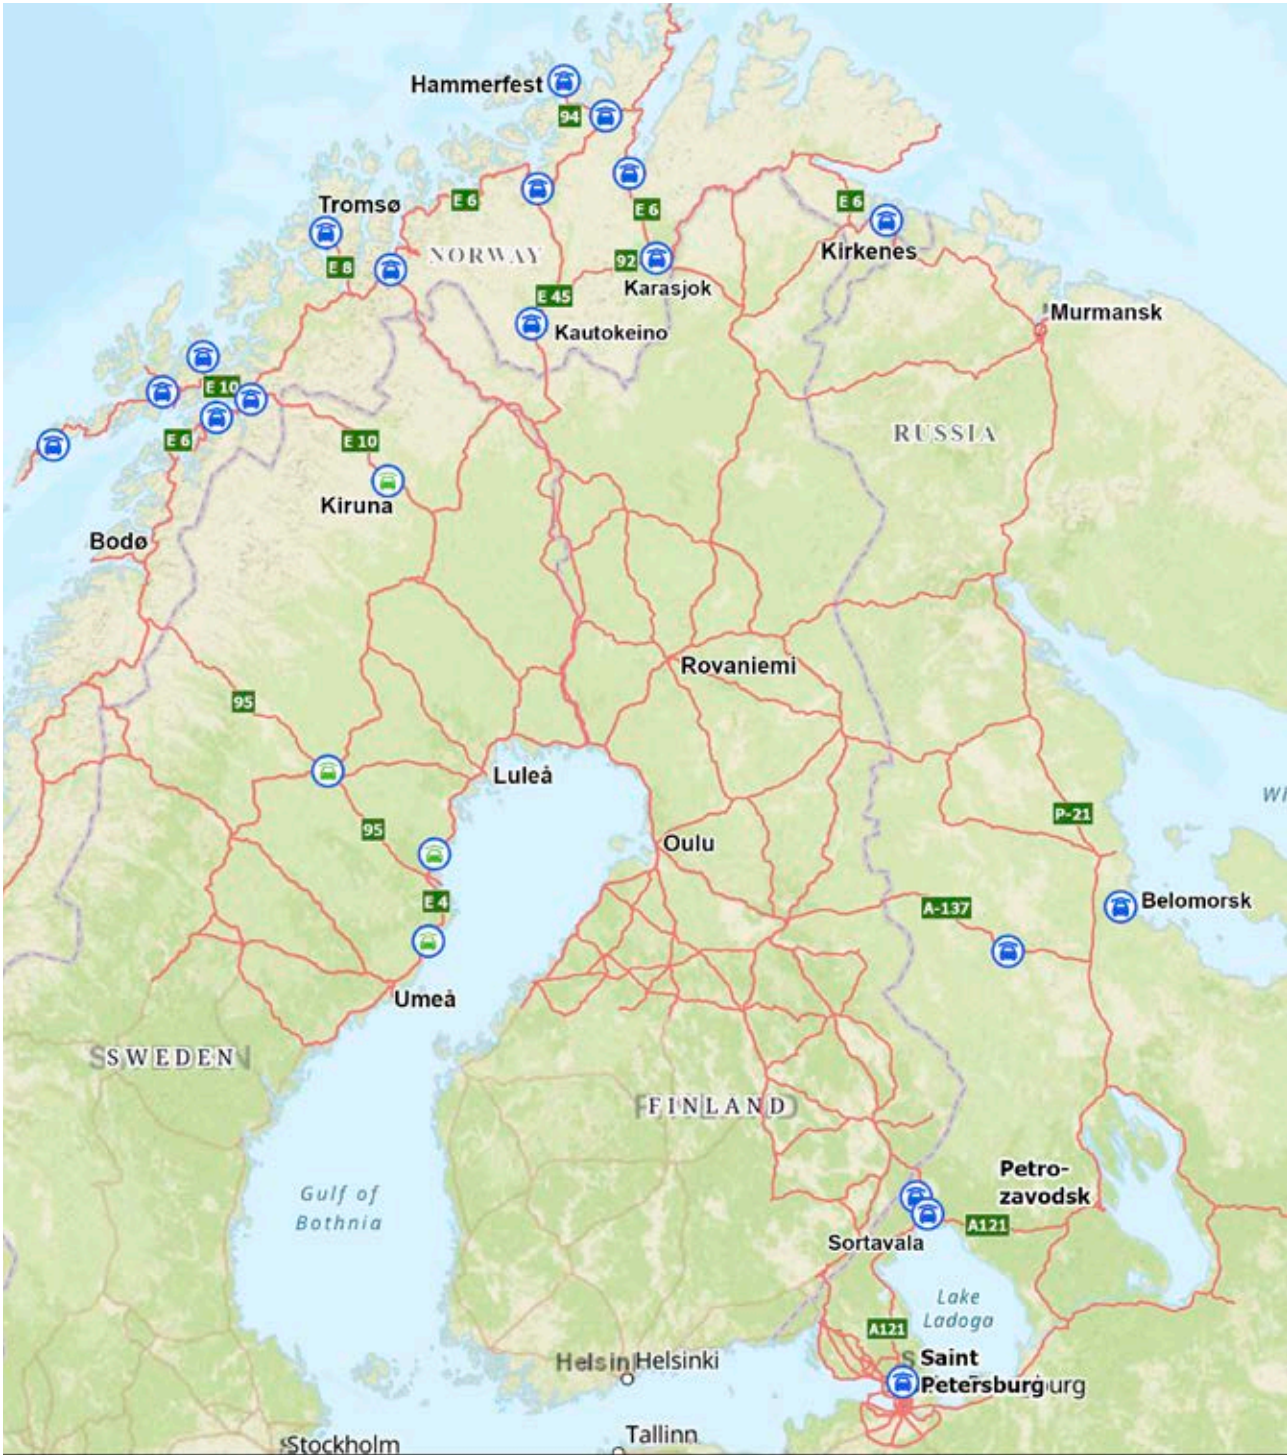 Hammerfest
94
Tromsø
E 6
E 6
E 6
NORWAY
Kirkenes
E 8
92
Karasjok
E 45
Murmansk
Kautokeino
E 10
E 6
E 10
RUSSIA
Kiruna
Bodø
Rovaniemi
95
Luleå
Wi
P-21
95
Oulu
E 4
A-137
Belomorsk
Umeå
SWEDEN
FINLAND
Petro-
zavodsk
Gulf of
Bothnia
A121
Sortavala
Lake
Ladoga
A121
Saint
Petersburg
Helsinki
Tallinn
Stockholm